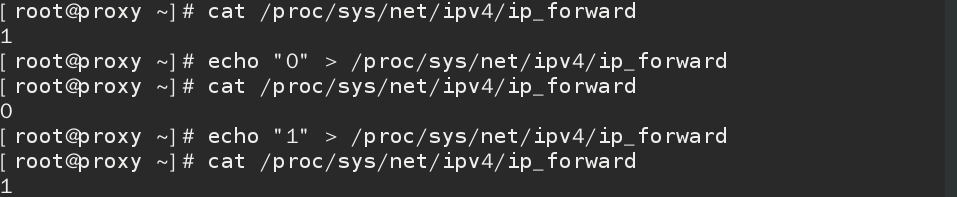 [ root@proxy ~]# cat /proc/sys/net/ipv4/ip_forward
1
[ root@proxy ~]# echo "0" > /proc/sys/net/ipv4/ip_forward
[ root@proxy ~]# cat /proc/sys/net/ipv4/ip_forward
0
[ root@proxy ~]# echo "1" > /proc/sys/net/ipv4/ip_forward
[ root@proxy ~]# cat /proc/sys/net/ipv4/ip_forward
1